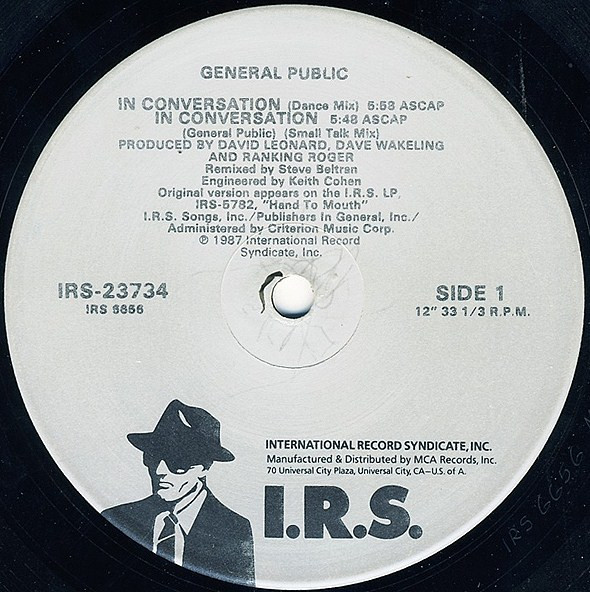 GENERAL PUBLIC
IN CONVERSATION (Dance Mix) 5:58 ASCAP
IN CONVERSATION 5:48 ASCAP
(General Public) (Small Talk Mix)
PRODUCED BY DAVID LEONARD, DAVE WAKELING
AND RANKING ROGER
Remixed by Steve Beltran
Engineered by Keith Cohen
Original version appears on the I.R.S. LP,
IRS-5782, "Hand To Mouth"
I.R.S. Songs, Inc./Publishers In General, Inc./
Administered by Criterion Music Corp.
℗ 1987 International Record
Syndicate, Inc.
IRS-23734
IRS 6656
SIDE 1
12" 33 1/3 R.P.M.
INTERNATIONAL RECORD SYNDICATE, INC.
Manufactured & Distributed by MCA Records, Inc.
70 Universal City Plaza, Universal City, CA–U.S. of A.
I.R.S.
IRS 6656